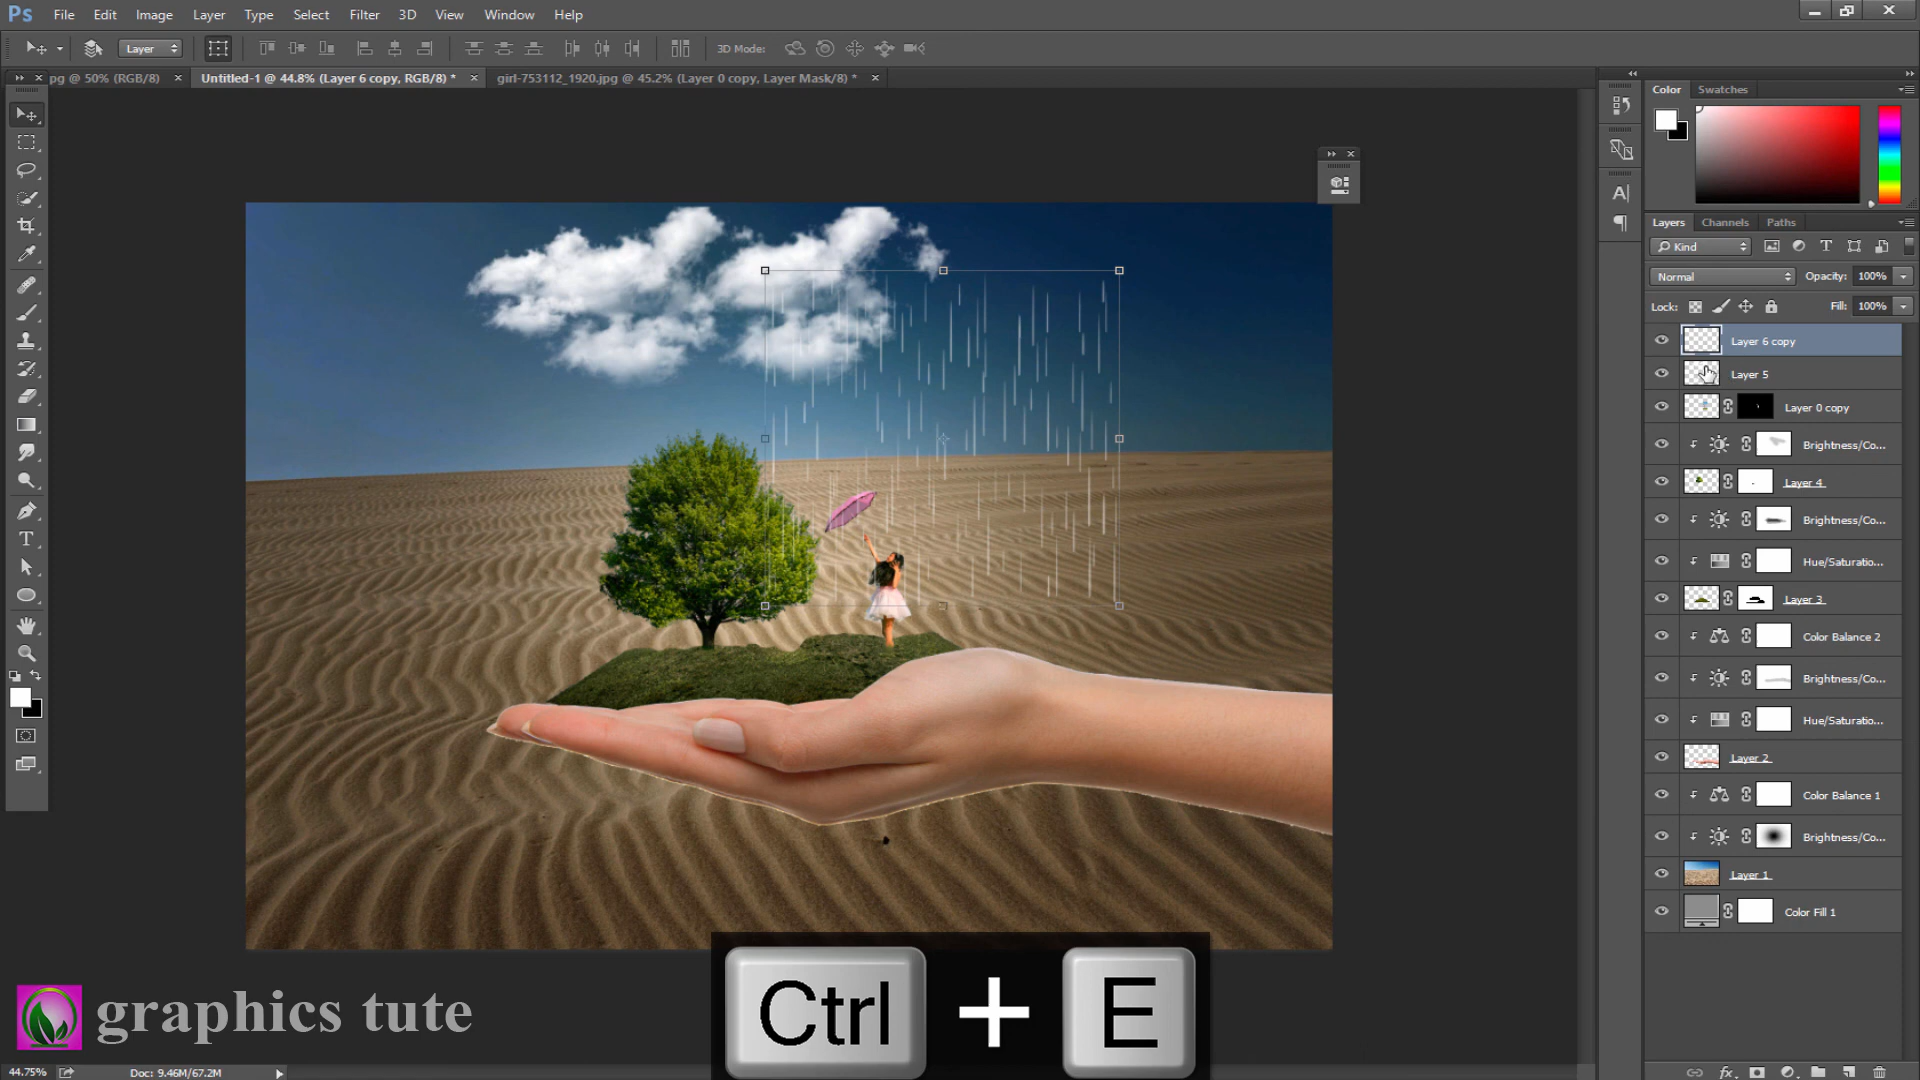 Ps File Edit Image Layer Type Select Filter 3D View Window Help
Layer 3D Mode:
pg @ 50% (RGB/8) Untitled-1 @ 44.8% (Layer 6 copy, RGB/8) * girl-753112_1920.jpg @ 45.2% (Layer 0 copy, Layer Mask/8) *
Color Swatches
Layers Channels Paths
Kind
Normal Opacity: 100%
Lock: Fill: 100%
Layer 6 copy
Layer 5
Layer 0 copy
Brightness/Co...
Layer 4
Brightness/Co...
Hue/Saturatio...
Layer 3
Color Balance 2
Brightness/Co...
Hue/Saturatio...
Layer 2
Color Balance 1
Brightness/Co...
Layer 1
Color Fill 1
Ctrl + E
graphics tute
44.75% Doc: 9.46M/67.2M